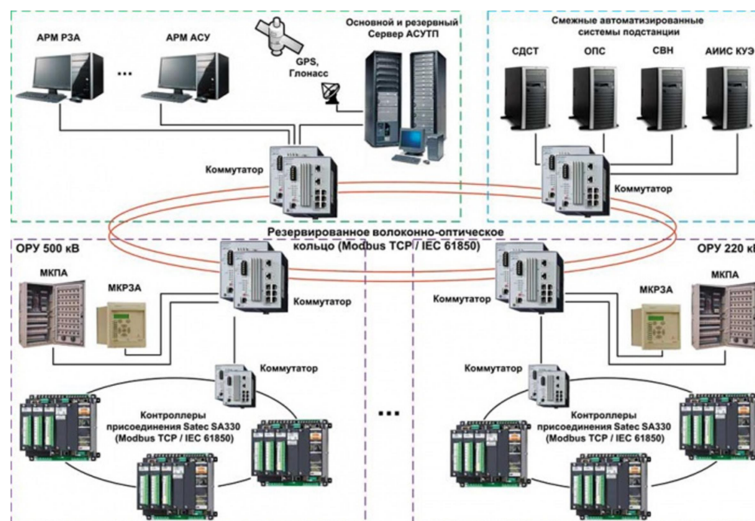 АРМ РЗА
АРМ АСУ
...
GPS,
Глонасс
Основной и резервный
Сервер АСУТП
Коммутатор
Смежные автоматизированные
системы подстанции
СДСТ
ОПС
СВН
АИИС КУЭ
Коммутатор
Резервированное волоконно-оптическое
кольцо (Modbus TCP / IEC 61850)
ОРУ 500 кВ
МКПА
МКРЗА
Коммутатор
Коммутатор
Контроллеры
присоединения Satec SA330
(Modbus TCP / IEC 61850)
...
ОРУ 220 кВ
Коммутатор
МКРЗА
МКПА
Коммутатор
Контроллеры
присоединения Satec SA330
(Modbus TCP / IEC 61850)